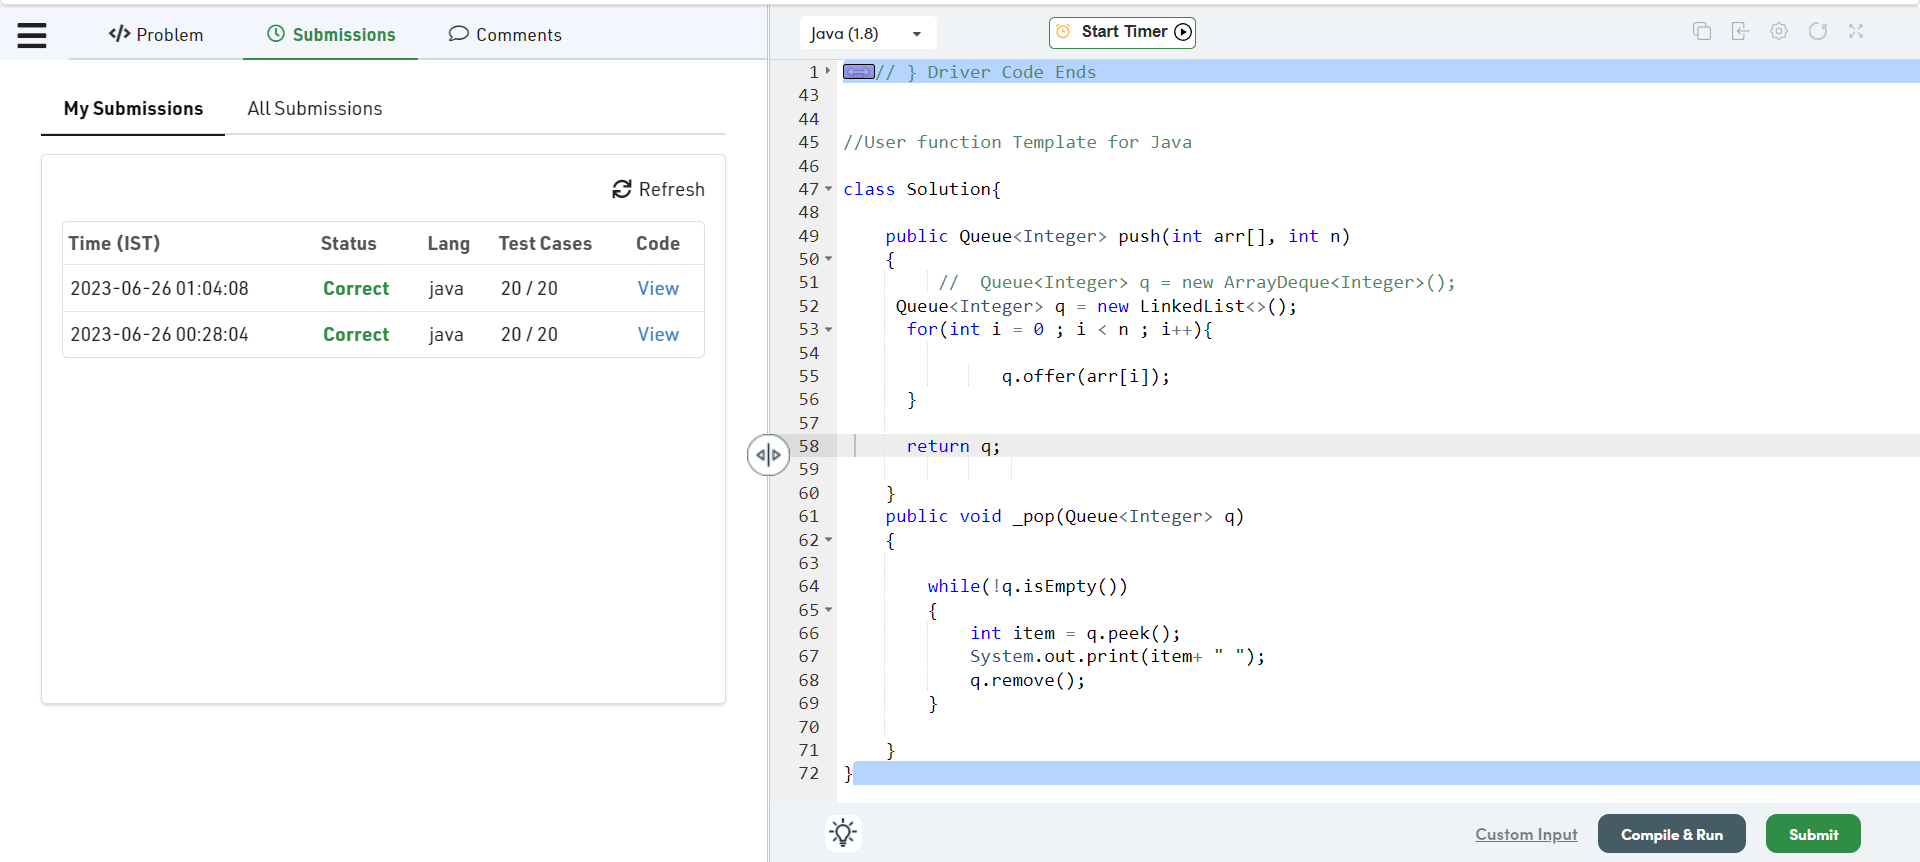 </> Problem
Submissions
Comments
My Submissions
All Submissions
Refresh
Time (IST) Status Lang Test Cases Code
2023-06-26 01:04:08 Correct java 20 / 20 View
2023-06-26 00:28:04 Correct java 20 / 20 View
Java (1.8)
Start Timer
1 // } Driver Code Ends
43
44
45 //User function Template for Java
46
47 class Solution{
48
49 public Queue<Integer> push(int arr[], int n)
50 {
51 //  Queue<Integer> q = new ArrayDeque<Integer>();
52 Queue<Integer> q = new LinkedList<>();
53 for(int i = 0 ; i < n ; i++){
54
55 q.offer(arr[i]);
56 }
57
58 return q;
59
60 }
61 public void _pop(Queue<Integer> q)
62 {
63
64 while(!q.isEmpty())
65 {
66 int item = q.peek();
67 System.out.print(item+ " ");
68 q.remove();
69 }
70
71 }
72 }
Custom Input
Compile & Run
Submit